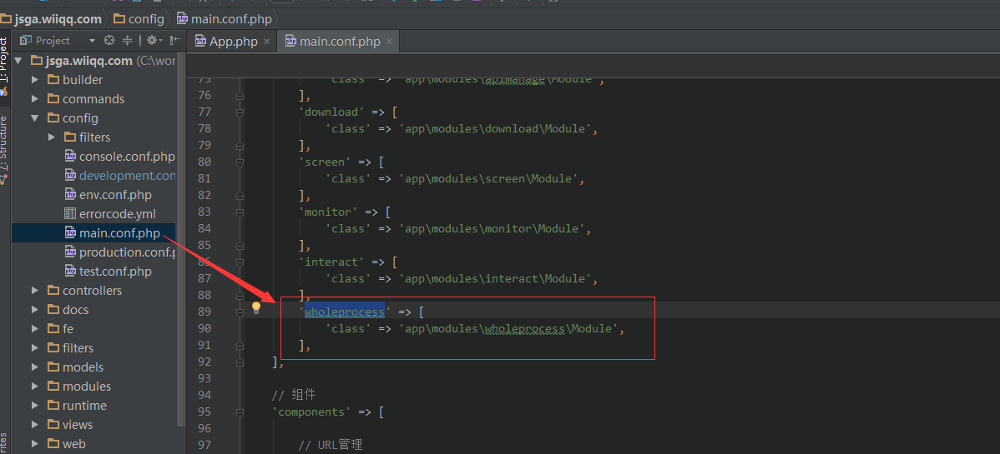 jsga.wiiqq.com config main.conf.php
Project App.php × main.conf.php ×
1: Project
7: Structure
jsga.wiiqq.com (C:\wor
builder
commands
config
filters
console.conf.php
development.con
env.conf.php
errorcode.yml
main.conf.php
production.conf.p
test.conf.php
controllers
docs
fe
filters
models
modules
runtime
views
web
75 'class' => 'app\modules\apimanage\Module',
76 ],
77 'download' => [
78 'class' => 'app\modules\download\Module',
79 ],
80 'screen' => [
81 'class' => 'app\modules\screen\Module',
82 ],
83 'monitor' => [
84 'class' => 'app\modules\monitor\Module',
85 ],
86 'interact' => [
87 'class' => 'app\modules\interact\Module',
88 ],
89 'wholeprocess' => [
90 'class' => 'app\modules\wholeprocess\Module',
91 ],
92 ],
93
94 // 组件
95 'components' => [
96
97 // URL管理